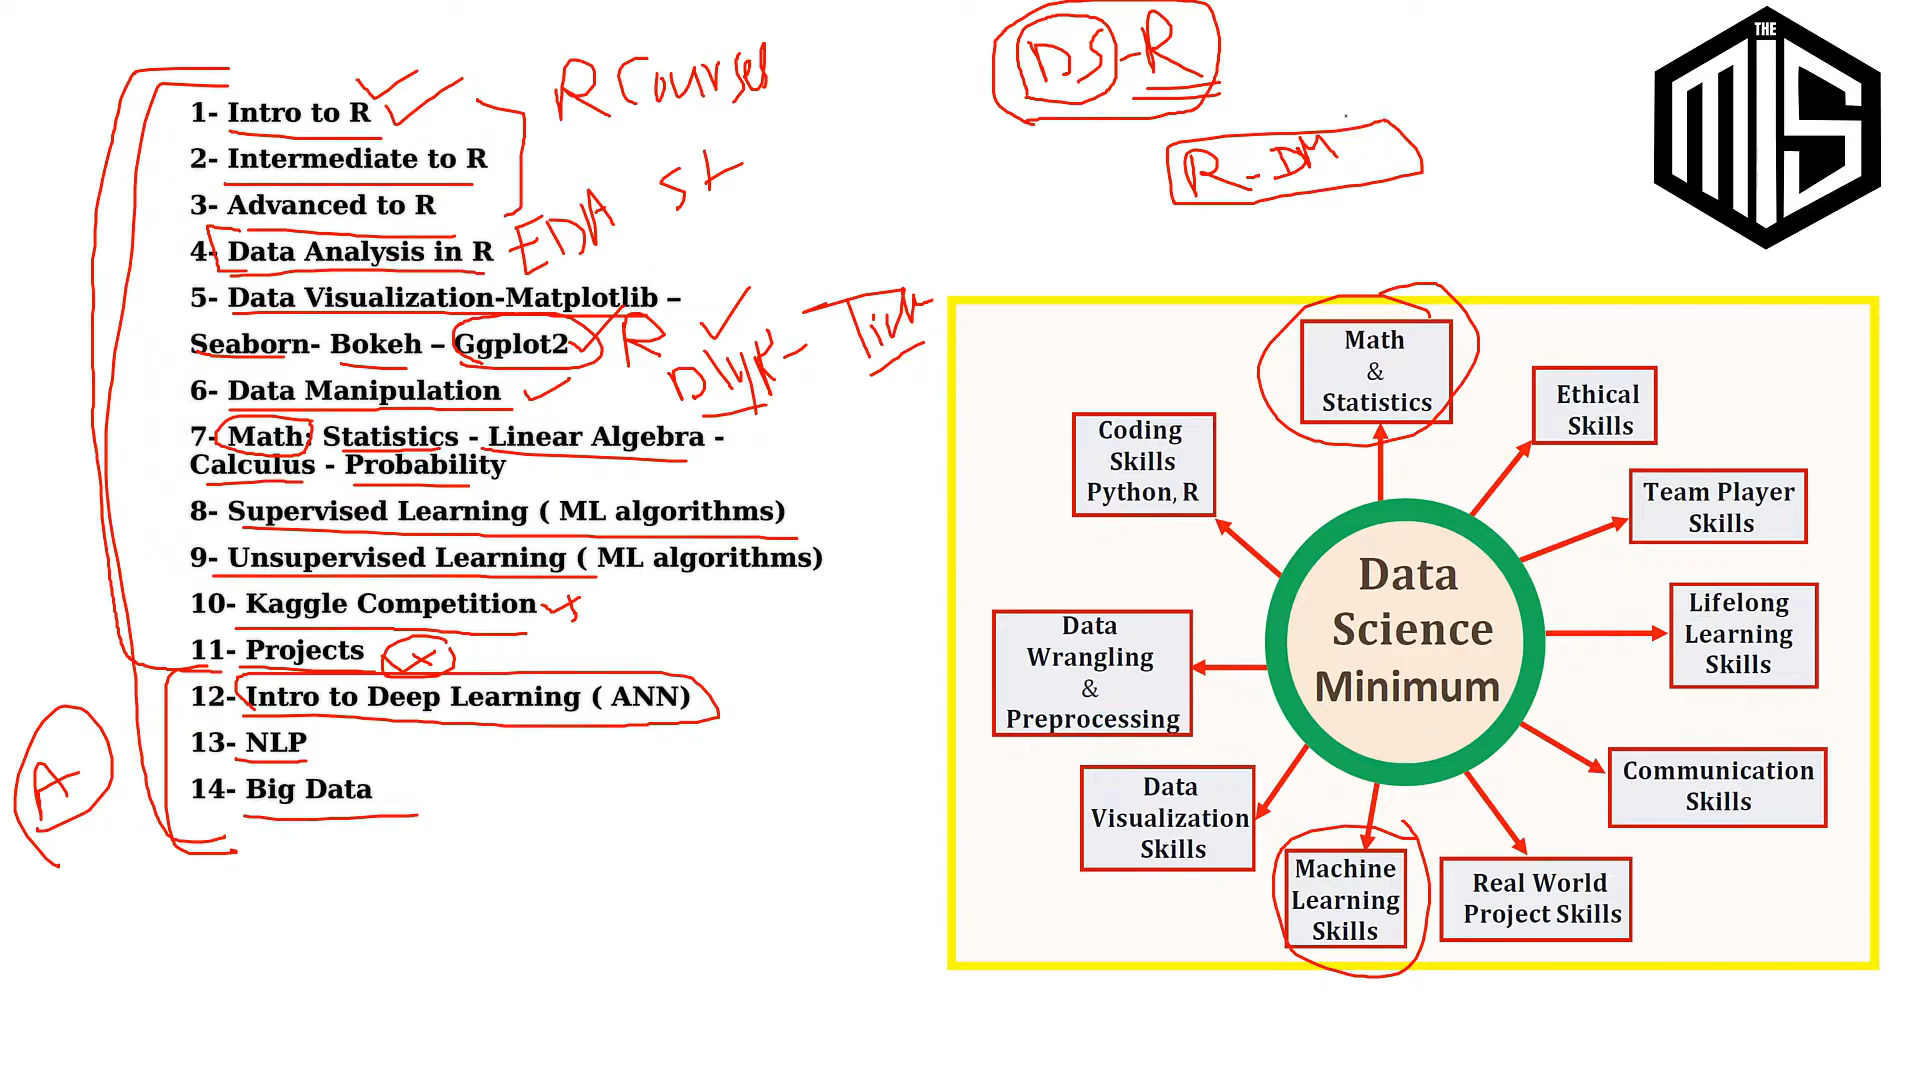 1- Intro to R
2- Intermediate to R
3- Advanced to R
4- Data Analysis in R
5- Data Visualization-Matplotlib –
Seaborn- Bokeh – Ggplot2
6- Data Manipulation
7- Math: Statistics - Linear Algebra -
Calculus - Probability
8- Supervised Learning ( ML algorithms)
9- Unsupervised Learning ( ML algorithms)
10- Kaggle Competition
11- Projects
12- Intro to Deep Learning ( ANN)
13- NLP
14- Big Data
R Courses
EDA St
R
A
DS-R
R-DM
THE
MIS
Data
Science
Minimum
Math
&
Statistics
Ethical
Skills
Team Player
Skills
Lifelong
Learning
Skills
Communication
Skills
Real World
Project Skills
Machine
Learning
Skills
Data
Visualization
Skills
Data
Wrangling
&
Preprocessing
Coding
Skills
Python, R